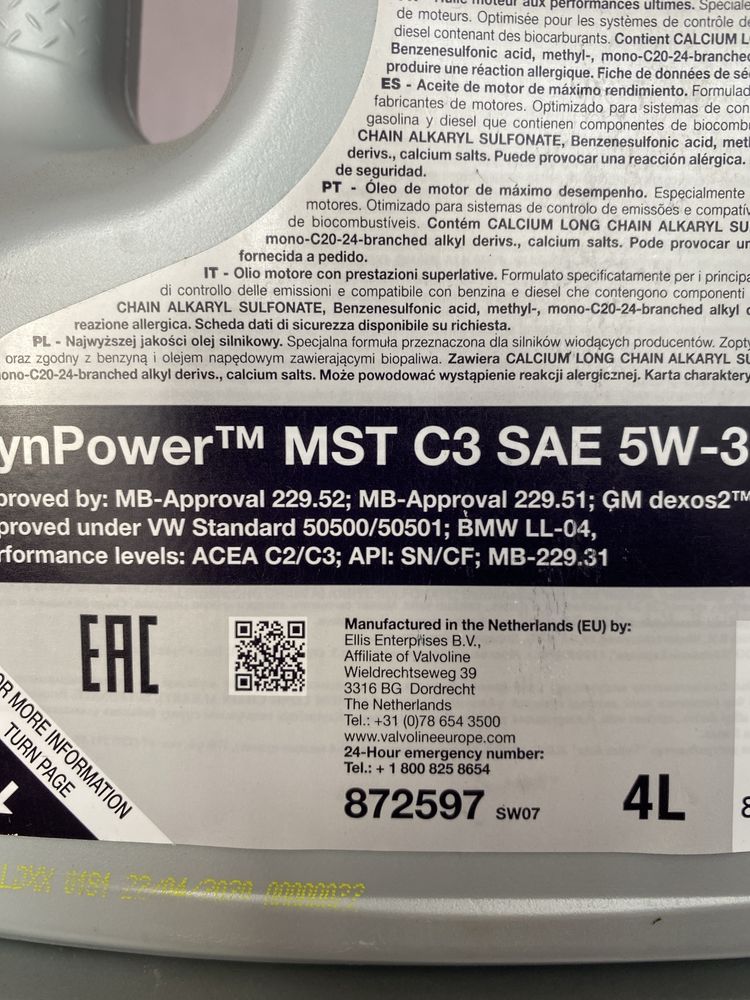 Huile moteur aux performances ultimes. Spéciale
de moteurs. Optimisée pour les systèmes de contrôle d
diesel contenant des biocarburants. Contient CALCIUM L
Benzenesulfonic acid, methyl-, mono-C20-24-branched
produire une réaction allergique. Fiche de données de sé
ES - Aceite de motor de máximo rendimiento. Formulad
fabricantes de motores. Optimizado para sistemas de con
gasolina y diesel que contienen componentes de biocomb
CHAIN ALKARYL SULFONATE, Benzenesulfonic acid, met
derivs., calcium salts. Puede provocar una reacción alérgica.
de seguridad.
PT - Óleo de motor de máximo desempenho. Especialmente
motores. Otimizado para sistemas de controlo de emissões e compatív
de biocombustíveis. Contém CALCIUM LONG CHAIN ALKARYL SU
mono-C20-24-branched alkyl derivs., calcium salts. Pode provocar un
fornecida a pedido.
IT - Olio motore con prestazioni superlative. Formulato specificatamente per i principa
di controllo delle emissioni e compatibile con benzina e diesel che contengono componenti
CHAIN ALKARYL SULFONATE, Benzenesulfonic acid, methyl-, mono-C20-24-branched alkyl d
reazione allergica. Scheda dati di sicurezza disponibile su richiesta.
PL - Najwyższej jakości olej silnikowy. Specjalna formuła przeznaczona dla silników wiodących producentów. Zopty
oraz zgodny z benzyną i olejem napędowym zawierającymi biopaliwa. Zawiera CALCIUM LONG CHAIN ALKARYL SU
ono-C20-24-branched alkyl derivs., calcium salts. Może powodować wystąpienie reakcji alergicznej. Karta charaktery
ynPower™ MST C3 SAE 5W-3
proved by: MB-Approval 229.52; MB-Approval 229.51; GM dexos2™
proved under VW Standard 50500/50501; BMW LL-04,
rformance levels: ACEA C2/C3; API: SN/CF; MB-229.31
EAC
Manufactured in the Netherlands (EU) by:
Ellis Enterprises B.V.,
Affiliate of Valvoline
Wieldrechtseweg 39
3316 BG Dordrecht
The Netherlands
Tel.: +31 (0)78 654 3500
www.valvolineeurope.com
24-Hour emergency number:
Tel.: + 1 800 825 8654
872597 SW07
4L
OR MORE INFORMATION
TURN PAGE